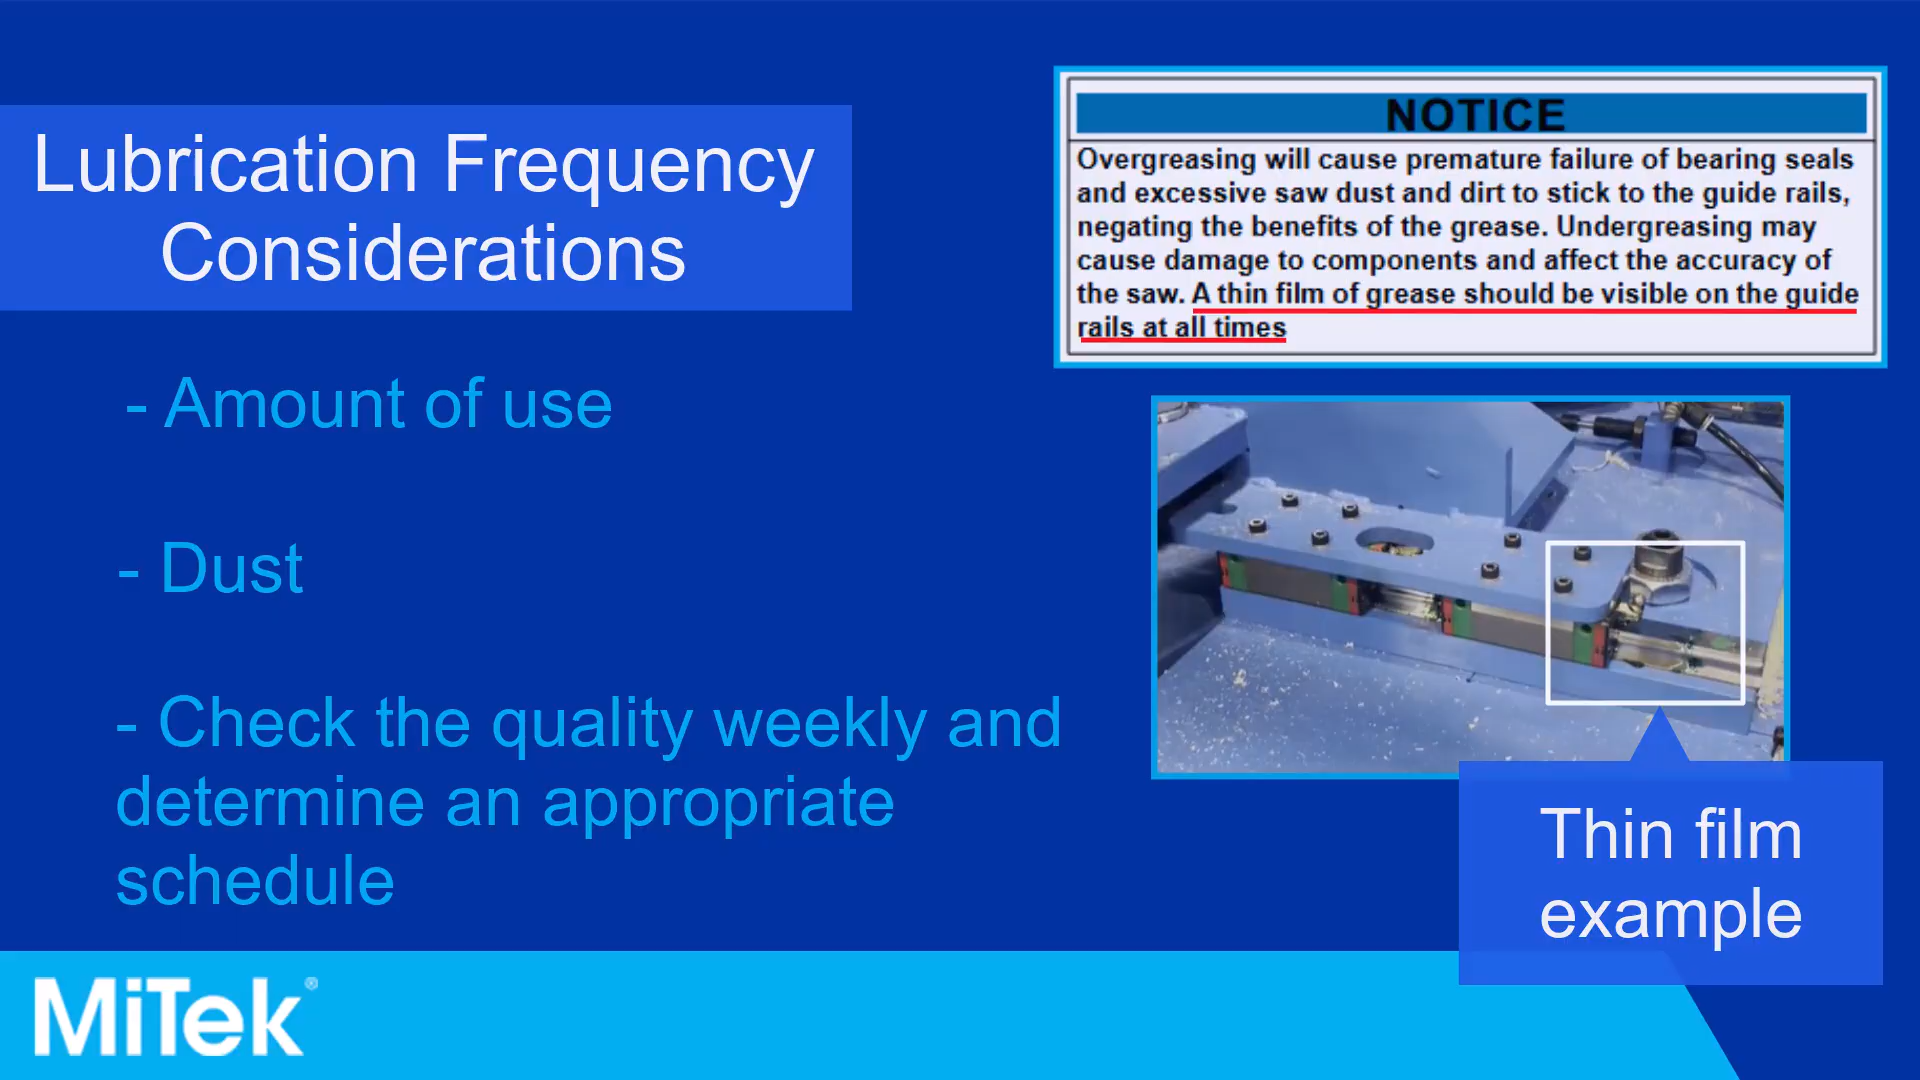 Lubrication Frequency
Considerations
- Amount of use
- Dust
- Check the quality weekly and
determine an appropriate
schedule
NOTICE
Overgreasing will cause premature failure of bearing seals
and excessive saw dust and dirt to stick to the guide rails,
negating the benefits of the grease. Undergreasing may
cause damage to components and affect the accuracy of
the saw. A thin film of grease should be visible on the guide
rails at all times
Thin film
example
MiTek®